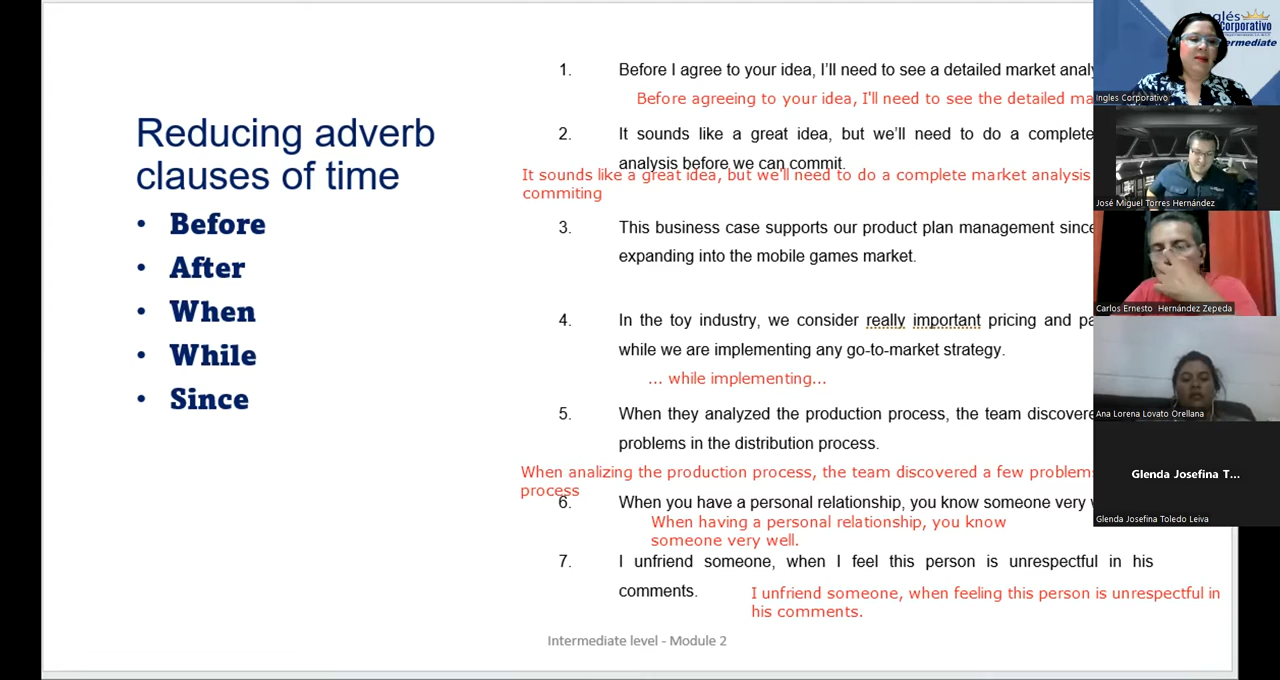 Reducing adverb
clauses of time
• Before
• After
• When
• While
• Since
1. Before I agree to your idea, I'll need to see a detailed market
Before agreeing to your idea, I'll need to see the detailed
2. It sounds like a great idea, but we'll need to do a complete
analysis before we can commit.
It sounds like a great idea, but we'll need to do a complete market analysis
commiting
3. This business case supports our product plan management since
expanding into the mobile games market.
4. In the toy industry, we consider really important pricing and
while we are implementing any go-to-market strategy.
... while implementing...
5. When they analyzed the production process, the team
problems in the distribution process.
When analizing the production process, the team discovered a few
process
6. When you have a personal relationship, you know someone very
When having a personal relationship, you know
someone very well.
7. I unfriend someone, when I feel this person is unrespectful in his
comments.
I unfriend someone, when feeling this person is unrespectful in
his comments.
Intermediate level - Module 2
Inglés
Corporativo
Ingles Corporativo
José Miguel Torres Hernández
Carlos Ernesto Hernández Zepeda
Ana Lorena Lovato Orellana
Glenda Josefina T...
Glenda Josefina Toledo Leiva